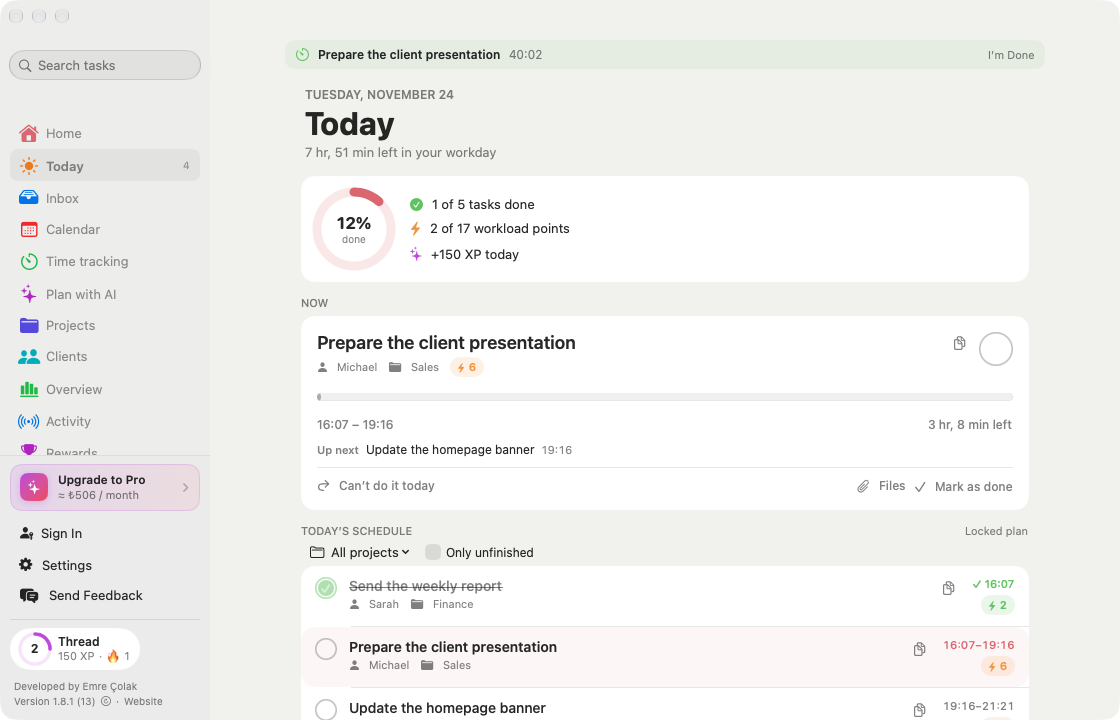 Search tasks
Home
Today 4
Inbox
Calendar
Time tracking
Plan with AI
Projects
Clients
Overview
Activity
Rewards
Upgrade to Pro
≈ ₺506 / month
Sign In
Settings
Send Feedback
2
Thread
150 XP · 🔥 1
Developed by Emre Çolak
Version 1.8.1 (13) © · Website
Prepare the client presentation 40:02 I'm Done
TUESDAY, NOVEMBER 24
Today
7 hr, 51 min left in your workday
12%
done
1 of 5 tasks done
2 of 17 workload points
+150 XP today
NOW
Prepare the client presentation
Michael Sales 6
16:07 – 19:16 3 hr, 8 min left
Up next Update the homepage banner 19:16
Can't do it today Files Mark as done
TODAY'S SCHEDULE Locked plan
All projects Only unfinished
Send the weekly report ✓ 16:07
Sarah Finance 2
Prepare the client presentation 16:07–19:16
Michael Sales 6
Update the homepage banner 19:16–21:21